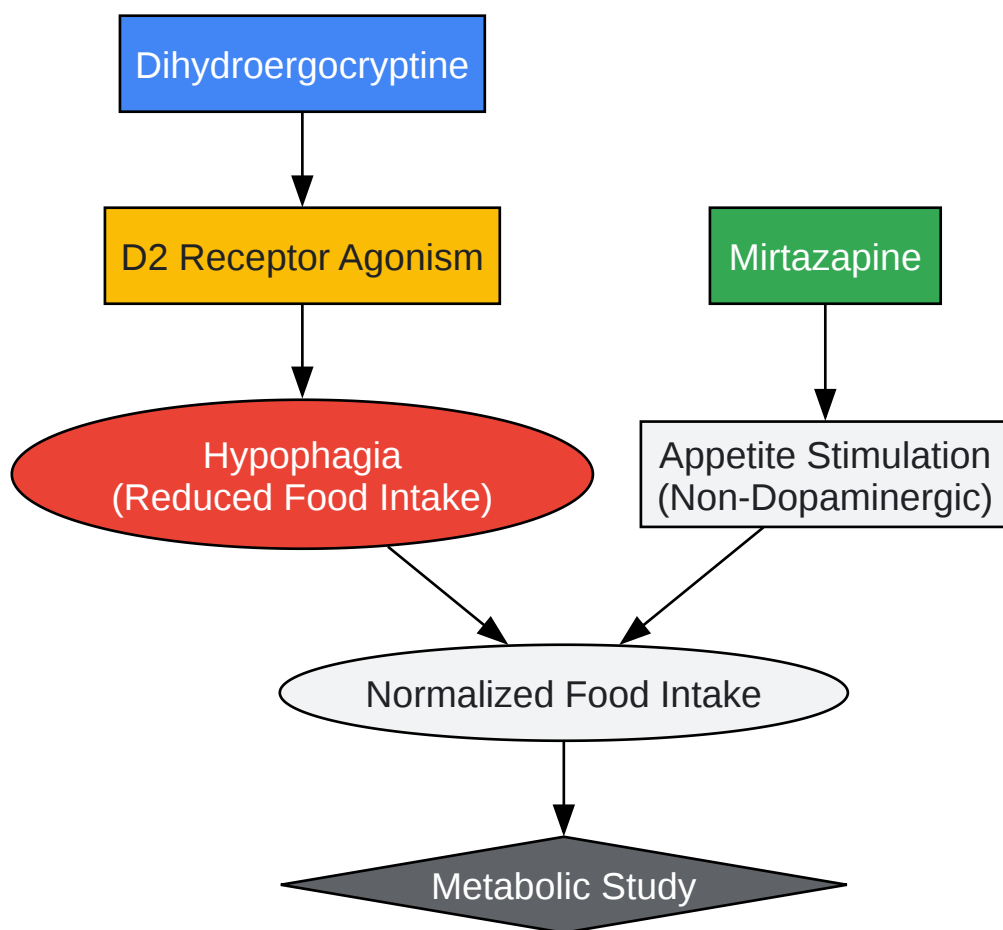 Dihydroergocryptine
D2 Receptor Agonism
Mirtazapine
Hypophagia
(Reduced Food Intake)
Appetite Stimulation
(Non-Dopaminergic)
Normalized Food Intake
Metabolic Study